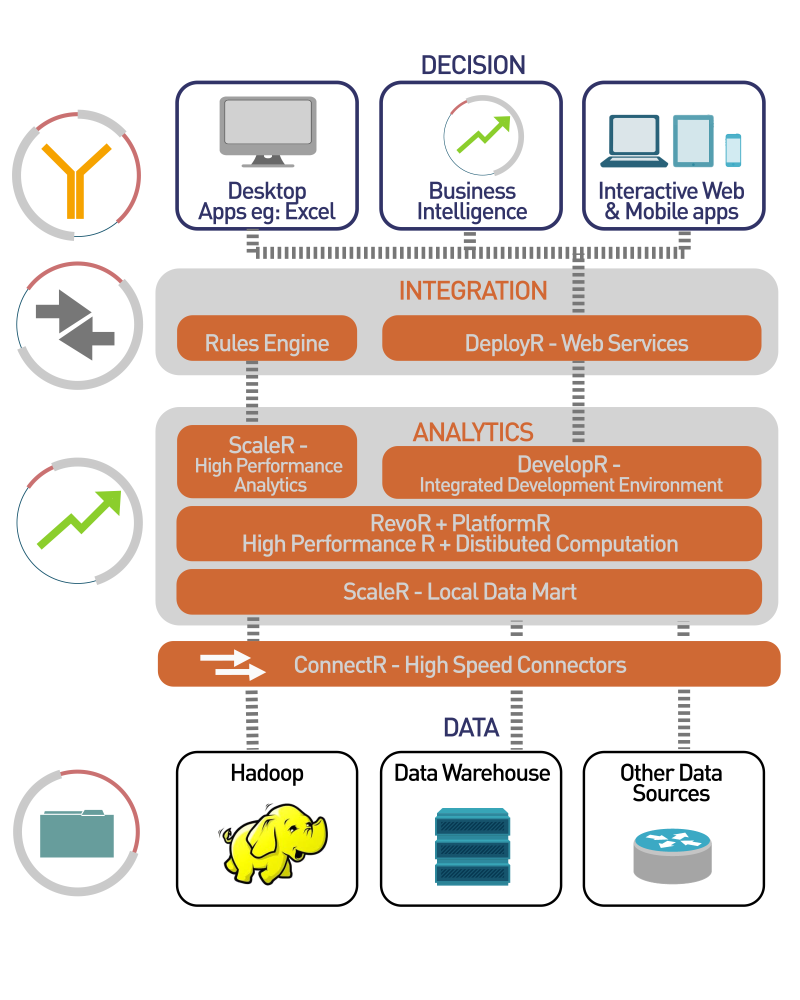 DECISION
Desktop
Apps eg: Excel
Business
Intelligence
Interactive Web
& Mobile apps
INTEGRATION
Rules Engine
DeployR - Web Services
ANALYTICS
ScaleR -
High Performance
Analytics
DevelopR -
Integrated Development Environment
RevoR + PlatformR
High Performance R + Distibuted Computation
ScaleR - Local Data Mart
ConnectR - High Speed Connectors
DATA
Hadoop
Data Warehouse
Other Data
Sources